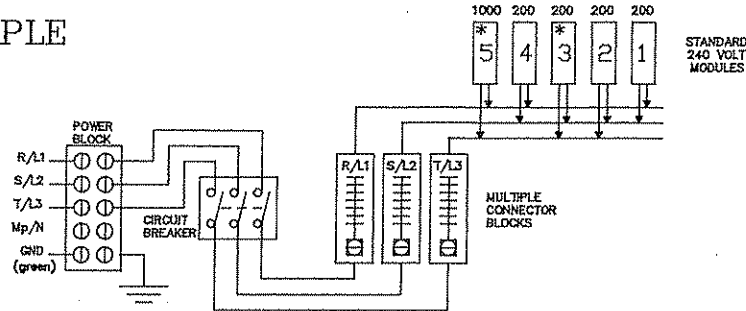 PLE
1000 200 200 200 200
* 5 4 * 3 2 1
STANDARD
240 VOLT
MODULES
POWER
BLOCK
R/L1
S/L2
T/L3
Mp/N
GND
(green)
CIRCUIT
BREAKER
R/L1 S/L2 T/L3
MULTIPLE
CONNECTOR
BLOCKS